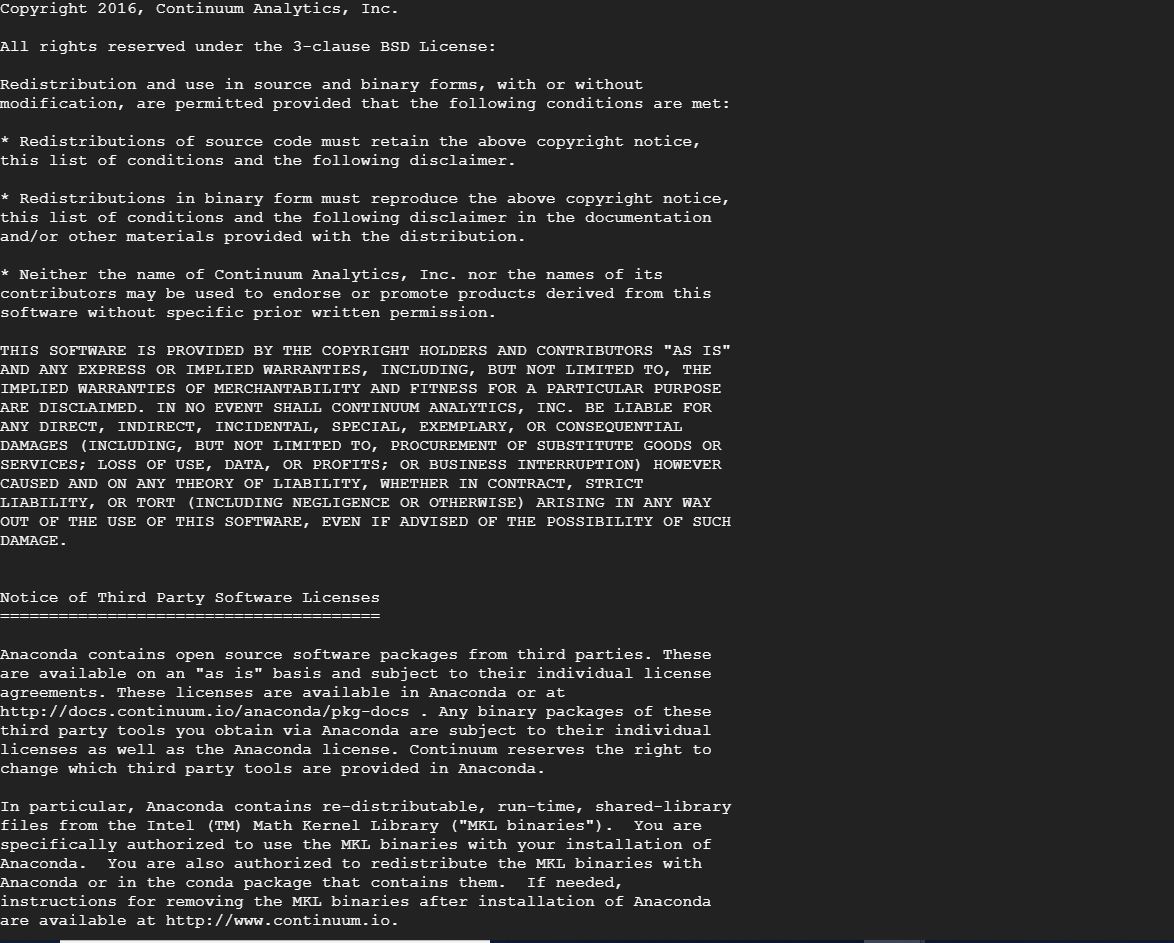 Copyright 2016, Continuum Analytics, Inc.
All rights reserved under the 3-clause BSD License:
Redistribution and use in source and binary forms, with or without
modification, are permitted provided that the following conditions are met:
* Redistributions of source code must retain the above copyright notice,
this list of conditions and the following disclaimer.
* Redistributions in binary form must reproduce the above copyright notice,
this list of conditions and the following disclaimer in the documentation
and/or other materials provided with the distribution.
* Neither the name of Continuum Analytics, Inc. nor the names of its
contributors may be used to endorse or promote products derived from this
software without specific prior written permission.
THIS SOFTWARE IS PROVIDED BY THE COPYRIGHT HOLDERS AND CONTRIBUTORS "AS IS"
AND ANY EXPRESS OR IMPLIED WARRANTIES, INCLUDING, BUT NOT LIMITED TO, THE
IMPLIED WARRANTIES OF MERCHANTABILITY AND FITNESS FOR A PARTICULAR PURPOSE
ARE DISCLAIMED. IN NO EVENT SHALL CONTINUUM ANALYTICS, INC. BE LIABLE FOR
ANY DIRECT, INDIRECT, INCIDENTAL, SPECIAL, EXEMPLARY, OR CONSEQUENTIAL
DAMAGES (INCLUDING, BUT NOT LIMITED TO, PROCUREMENT OF SUBSTITUTE GOODS OR
SERVICES; LOSS OF USE, DATA, OR PROFITS; OR BUSINESS INTERRUPTION) HOWEVER
CAUSED AND ON ANY THEORY OF LIABILITY, WHETHER IN CONTRACT, STRICT
LIABILITY, OR TORT (INCLUDING NEGLIGENCE OR OTHERWISE) ARISING IN ANY WAY
OUT OF THE USE OF THIS SOFTWARE, EVEN IF ADVISED OF THE POSSIBILITY OF SUCH
DAMAGE.
Notice of Third Party Software Licenses
=======================================
Anaconda contains open source software packages from third parties. These
are available on an "as is" basis and subject to their individual license
agreements. These licenses are available in Anaconda or at
http://docs.continuum.io/anaconda/pkg-docs . Any binary packages of these
third party tools you obtain via Anaconda are subject to their individual
licenses as well as the Anaconda license. Continuum reserves the right to
change which third party tools are provided in Anaconda.
In particular, Anaconda contains re-distributable, run-time, shared-library
files from the Intel (TM) Math Kernel Library ("MKL binaries").  You are
specifically authorized to use the MKL binaries with your installation of
Anaconda.  You are also authorized to redistribute the MKL binaries with
Anaconda or in the conda package that contains them.  If needed,
instructions for removing the MKL binaries after installation of Anaconda
are available at http://www.continuum.io.